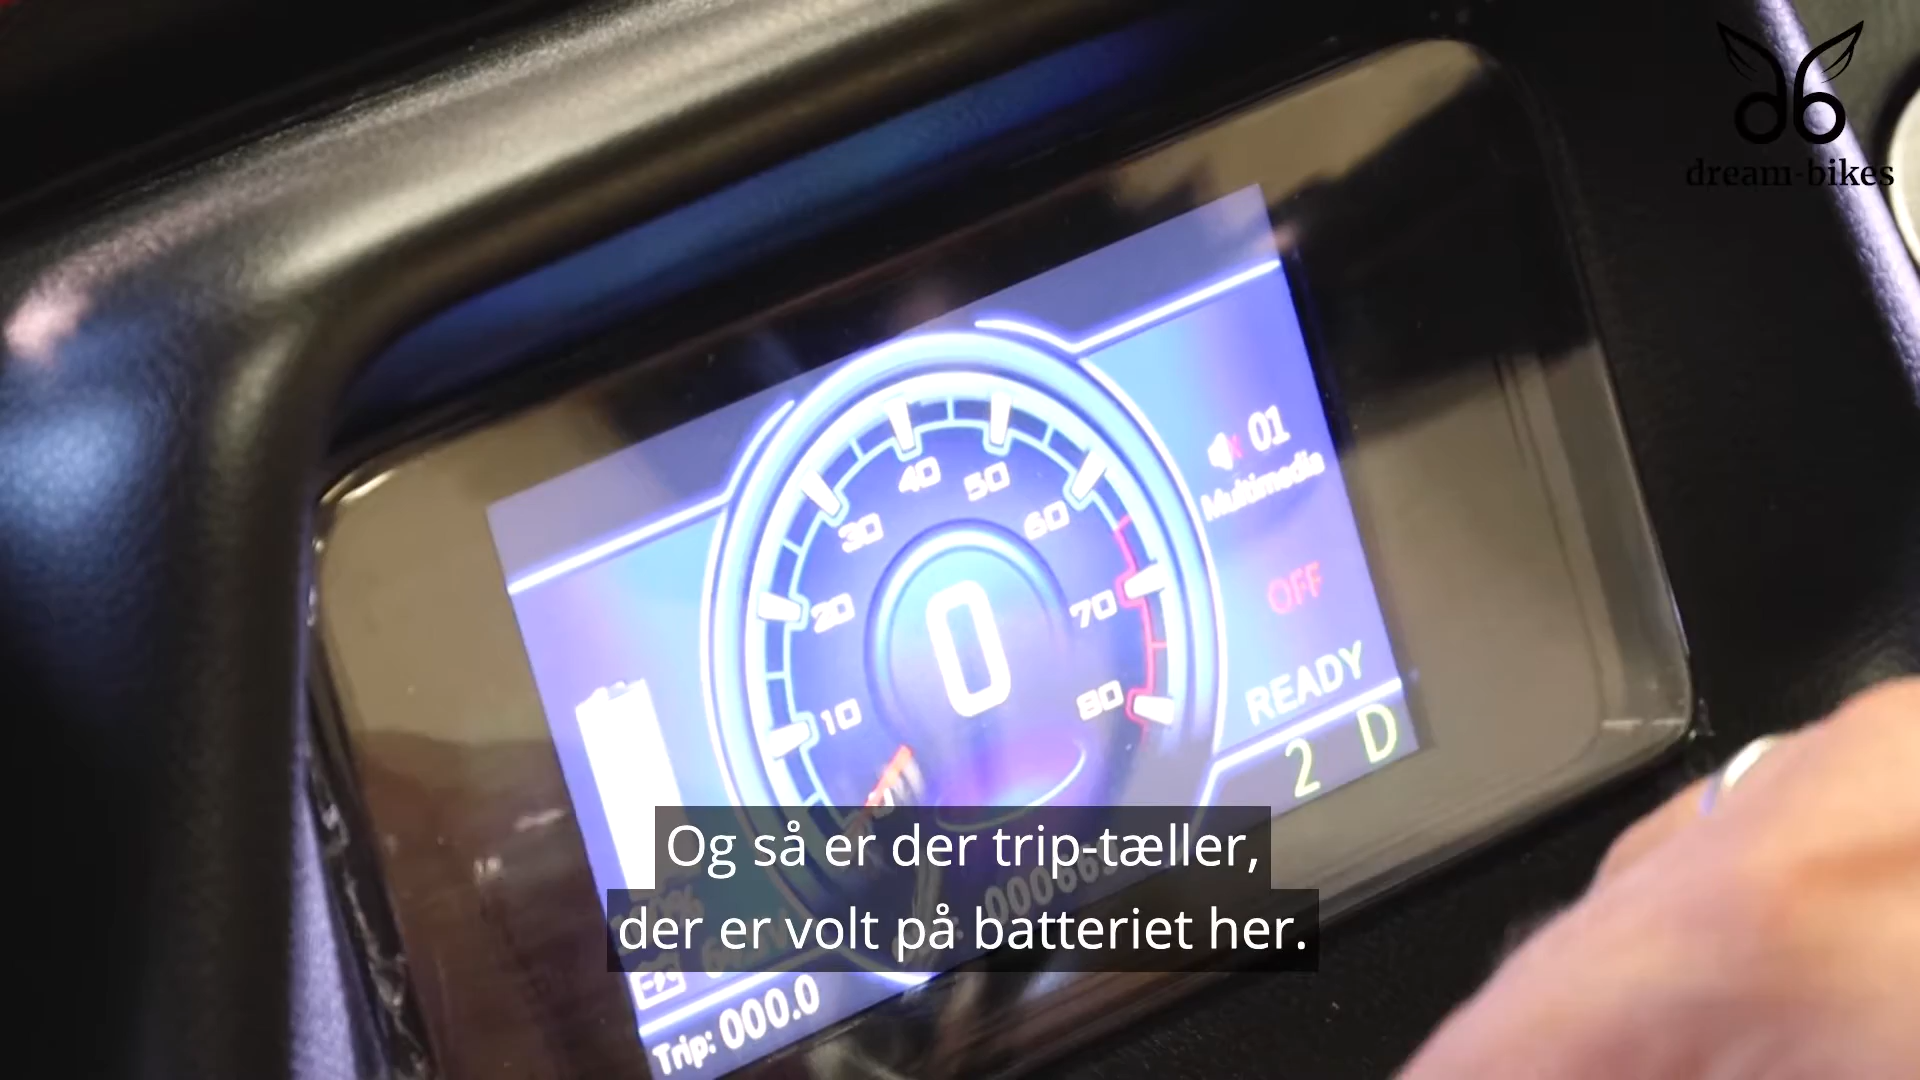 dream-bikes
01
Multimedia
40
50
30
60
20
70
10
80
0
OFF
READY
2 D
Trip: 000.0
Og så er der trip-tæller,
der er volt på batteriet her.